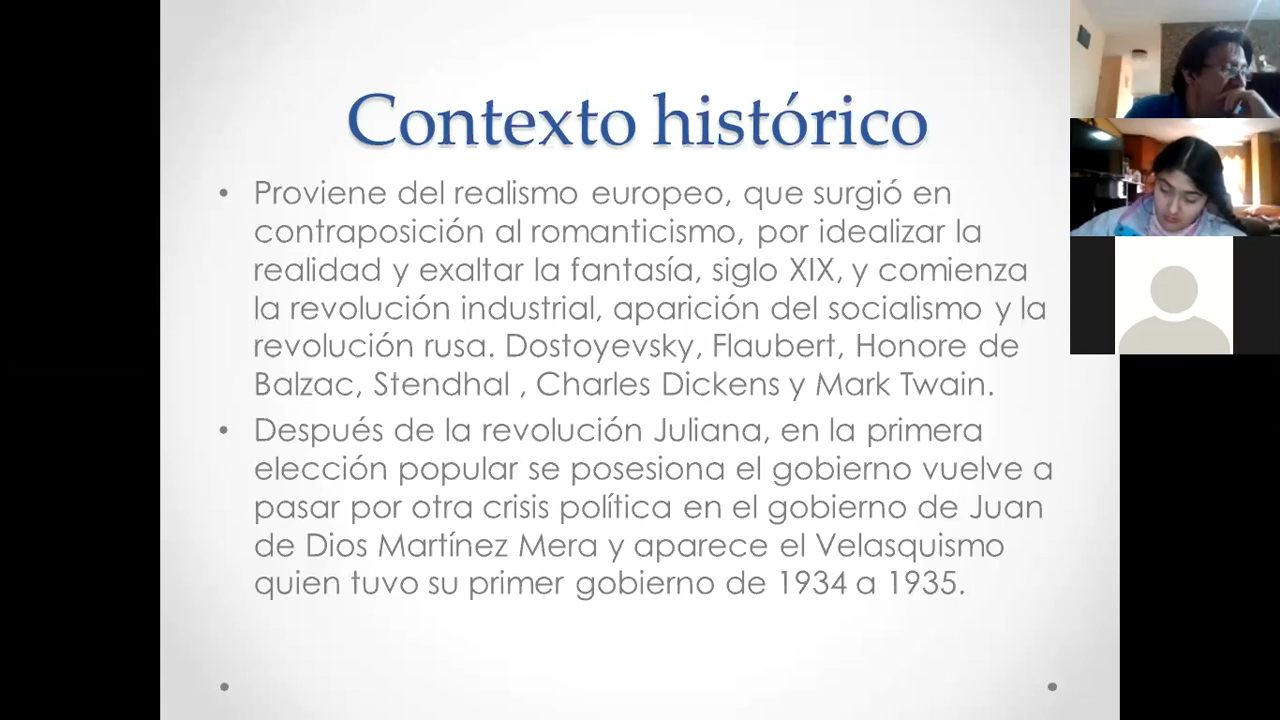 Contexto histórico
• Proviene del realismo europeo, que surgió en
contraposición al romanticismo, por idealizar la
realidad y exaltar la fantasía, siglo XIX, y comienza
la revolución industrial, aparición del socialismo y la
revolución rusa. Dostoyevsky, Flaubert, Honore de
Balzac, Stendhal , Charles Dickens y Mark Twain.
• Después de la revolución Juliana, en la primera
elección popular se posesiona el gobierno vuelve a
pasar por otra crisis política en el gobierno de Juan
de Dios Martínez Mera y aparece el Velasquismo
quien tuvo su primer gobierno de 1934 a 1935.